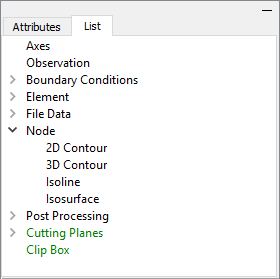 Attributes List
Axes
Observation
Boundary Conditions
Element
File Data
Node
2D Contour
3D Contour
Isoline
Isosurface
Post Processing
Cutting Planes
Clip Box